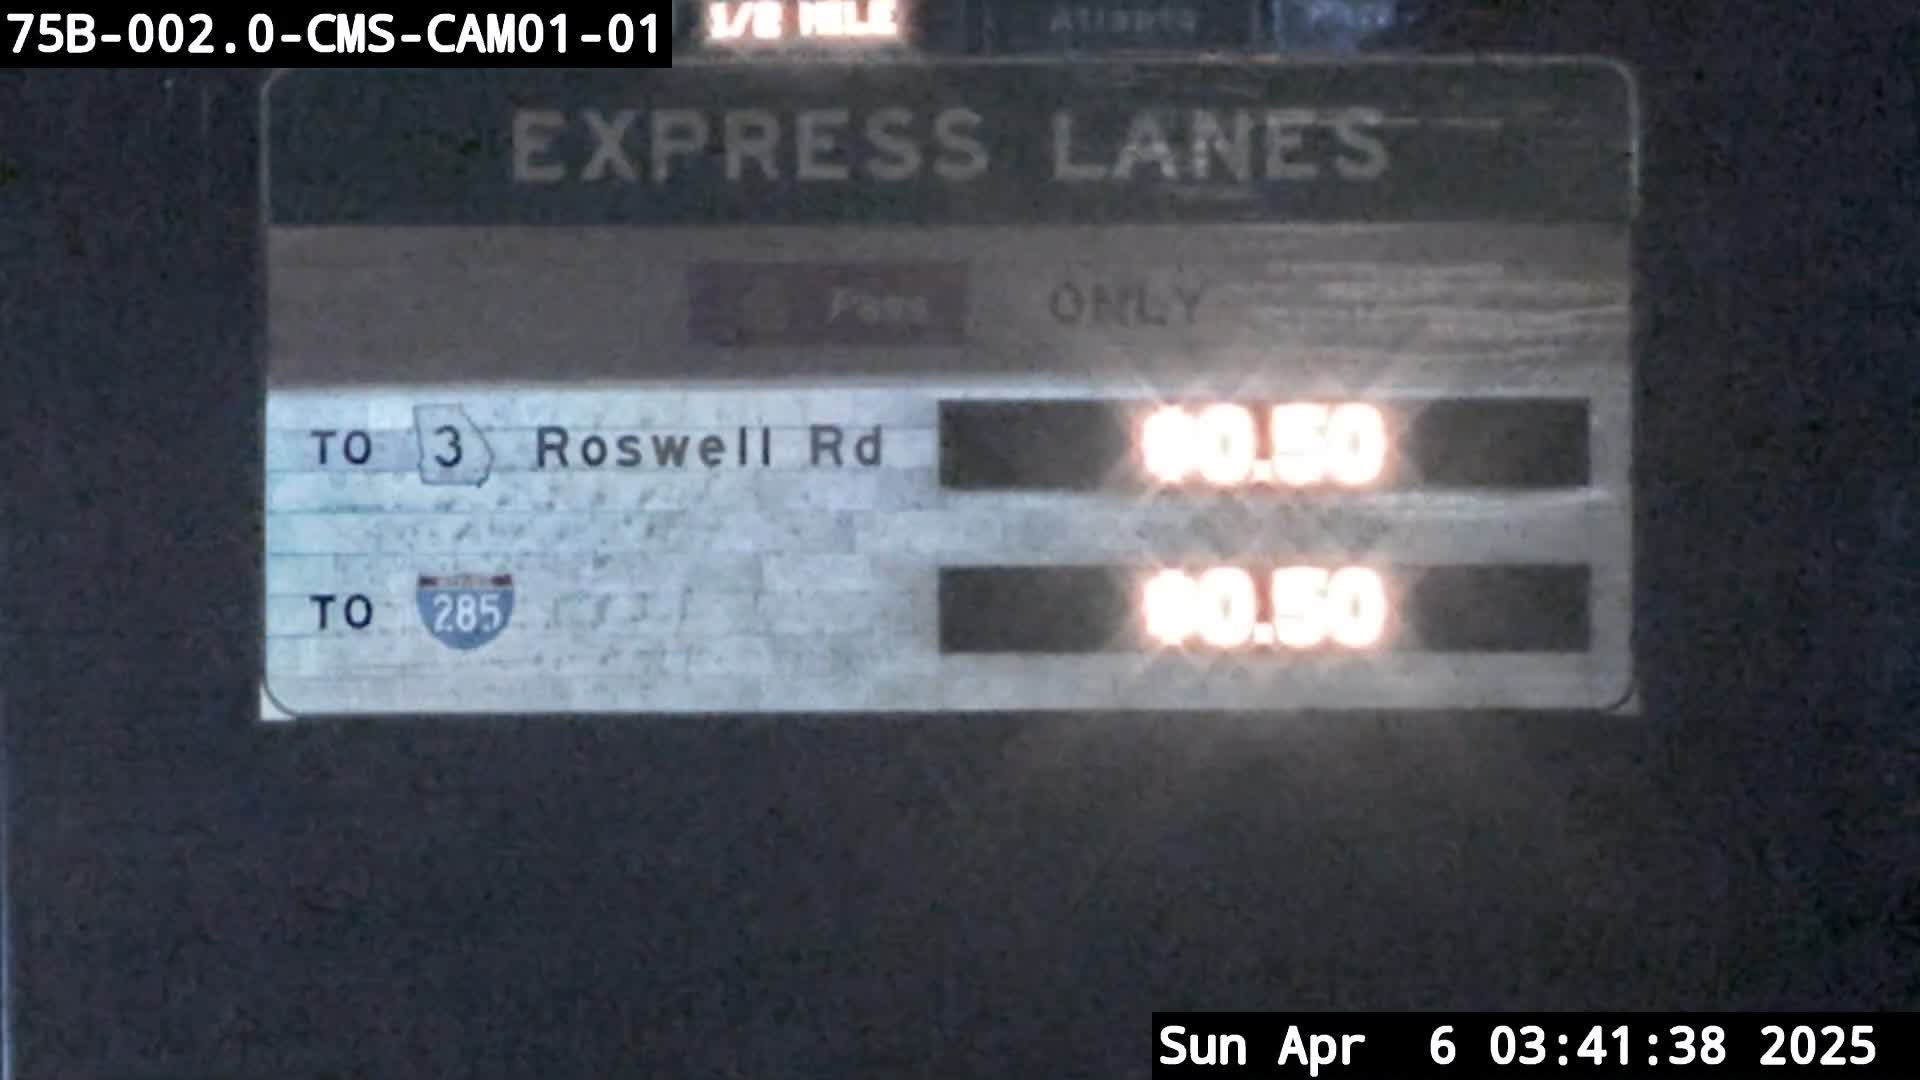 75B-002.0-CMS-CAM01-01
1/2 MILE
EXPRESS LANES
Pass ONLY
TO 3 Roswell Rd $0.50
TO 285 $0.50
Sun Apr 6 03:41:38 2025